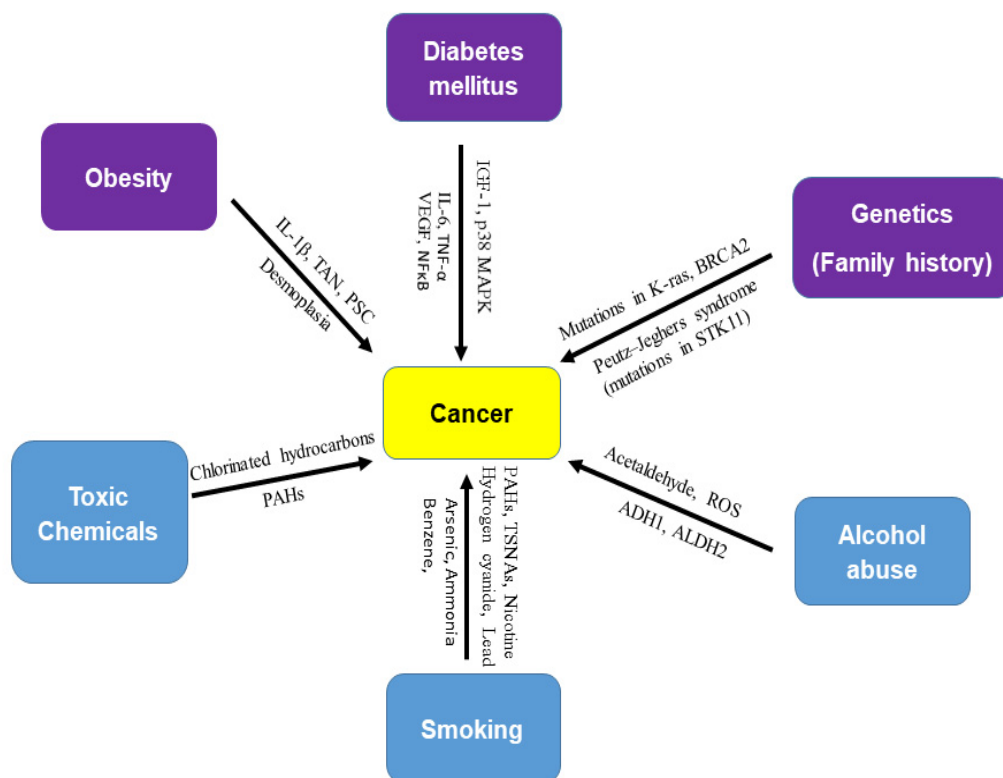 Diabetes
mellitus
Obesity
Genetics
(Family history)
IL-1β, TAN, PSC
Desmoplasia
IGF-1, p38 MAPK
IL-6, TNF-α
VEGF, NFκB
Mutations in K-ras, BRCA2
Peutz–Jeghers syndrome
(mutations in STK11)
Cancer
Toxic
Chemicals
Chlorinated hydrocarbons
PAHs
Acetaldehyde, ROS
ADH1, ALDH2
Alcohol
abuse
PAHs, TSNAs, Nicotine
Hydrogen cyanide, Lead
Arsenic, Ammonia
Benzene,
Smoking